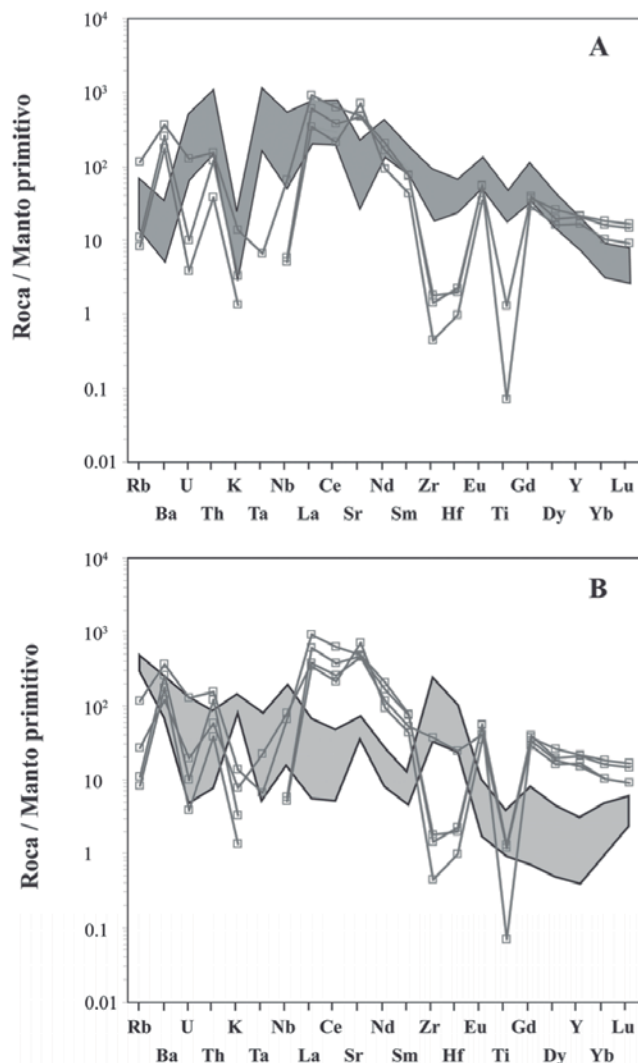 A
10⁴
10³
10²
10
1
0.1
0.01
Roca / Manto primitivo
Rb U K Nb Ce Nd Zr Eu Gd Y Lu
Ba Th Ta La Sr Sm Hf Ti Dy Yb
B
10⁴
10³
10²
10
1
0.1
0.01
Roca / Manto primitivo
Rb U K Nb Ce Nd Zr Eu Gd Y Lu
Ba Th Ta La Sr Sm Hf Ti Dy Yb